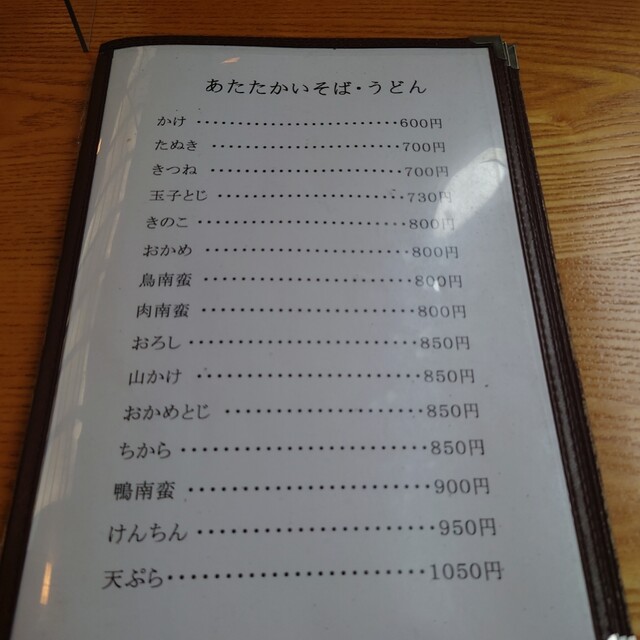 あたたかいそば・うどん
かけ ・・・・・・・・・・・・・・・・・・・・・・・・・600円
たぬき ・・・・・・・・・・・・・・・・・・・・・・・700円
きつね ・・・・・・・・・・・・・・・・・・・・・・・700円
玉子とじ ・・・・・・・・・・・・・・・・・・・・・730円
きのこ ・・・・・・・・・・・・・・・・・・・・・・・800円
おかめ ・・・・・・・・・・・・・・・・・・・・・・・800円
鳥南蛮 ・・・・・・・・・・・・・・・・・・・・・・・800円
肉南蛮 ・・・・・・・・・・・・・・・・・・・・・・・800円
おろし ・・・・・・・・・・・・・・・・・・・・・・・850円
山かけ ・・・・・・・・・・・・・・・・・・・・・・・850円
おかめとじ ・・・・・・・・・・・・・・・・・・・850円
ちから ・・・・・・・・・・・・・・・・・・・・・・・850円
鴨南蛮 ・・・・・・・・・・・・・・・・・・・・・・・900円
けんちん ・・・・・・・・・・・・・・・・・・・・・950円
天ぷら・・・・・・・・・・・・・・・・・・・・・・・1050円